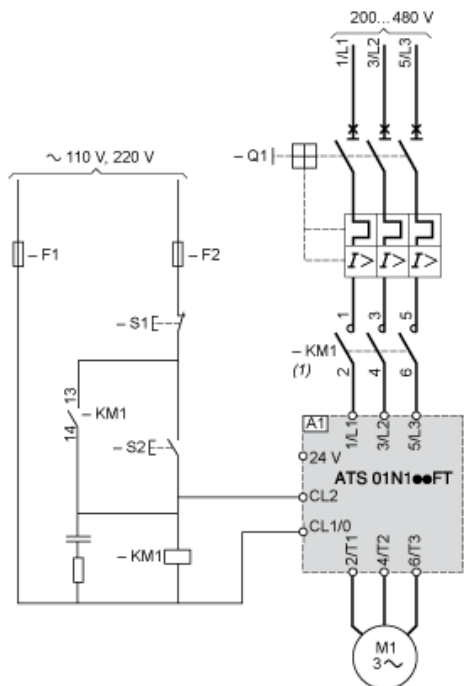 200... 480 V
1/L1
3/L2
5/L3
~ 110 V, 220 V
– Q1
– F1
– F2
I>
I>
I>
– S1
1
3
5
– KM1
(1)
2
4
6
13
– KM1
14
A1
1/L1
3/L2
5/L3
24 V
– S2
ATS 01N1●●FT
CL2
CL1/0
– KM1
2/T1
4/T2
6/T3
M1
3 ~